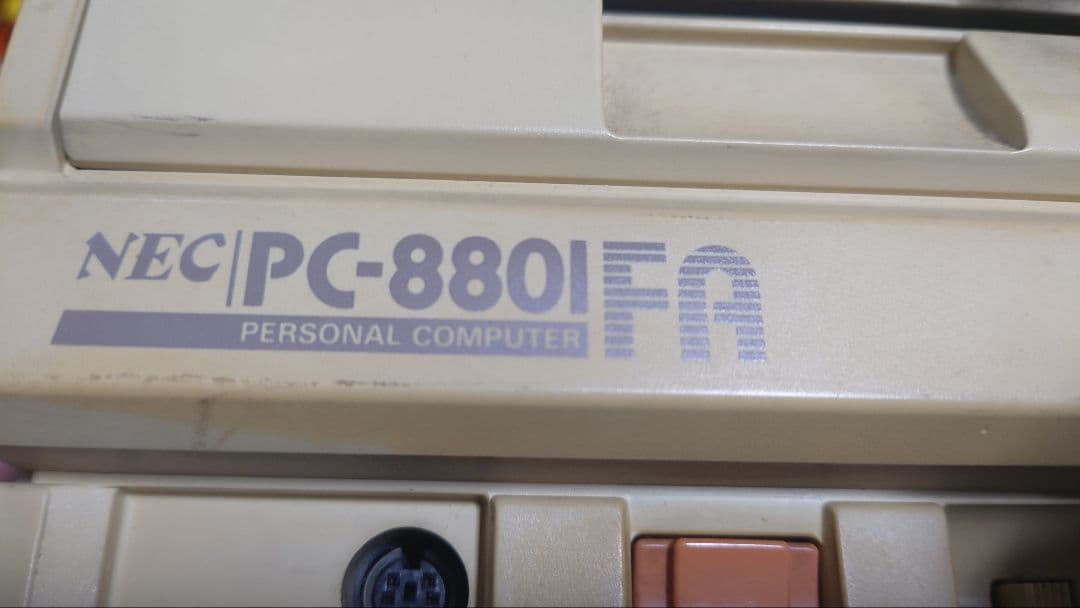 NEC PC-8801 FA
PERSONAL COMPUTER